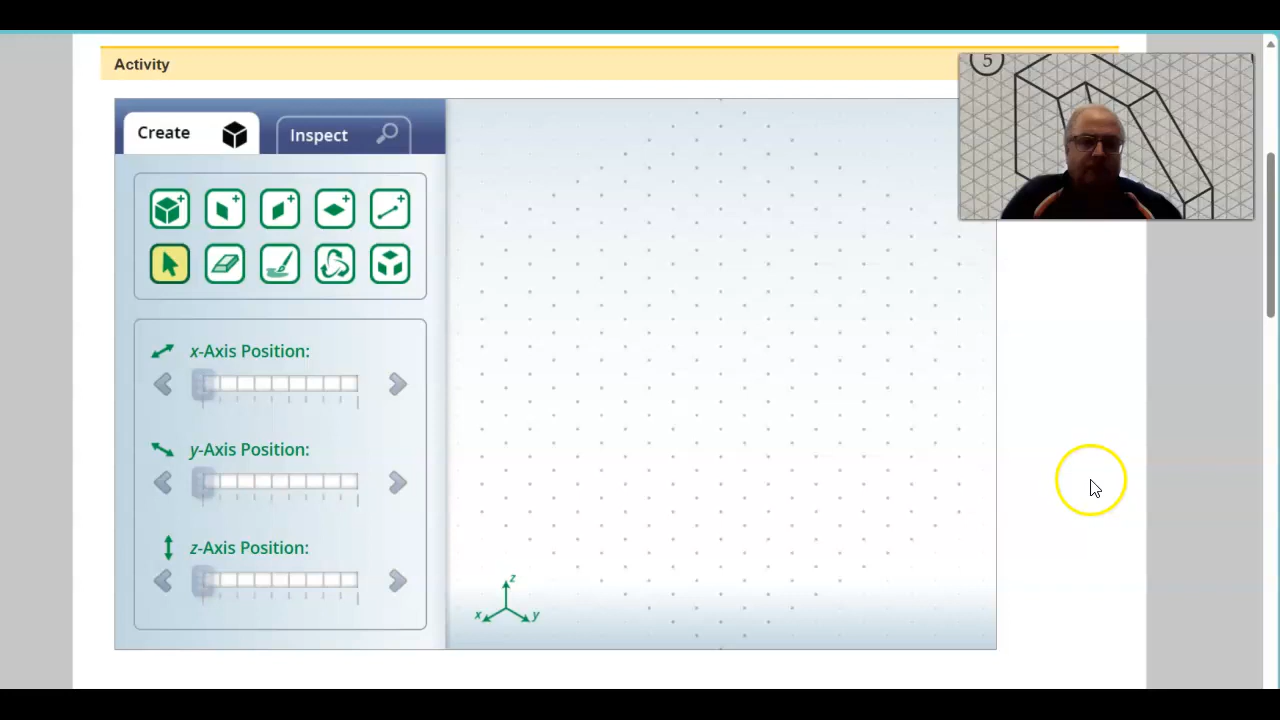 Activity
5
Create
Inspect
x-Axis Position:
y-Axis Position:
z-Axis Position:
z
x
y